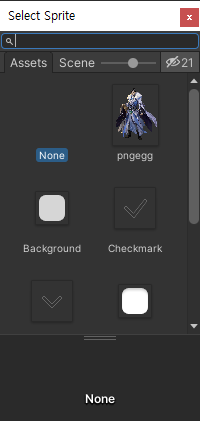 Select Sprite
x
Assets Scene 21
None pngegg
Background Checkmark
None